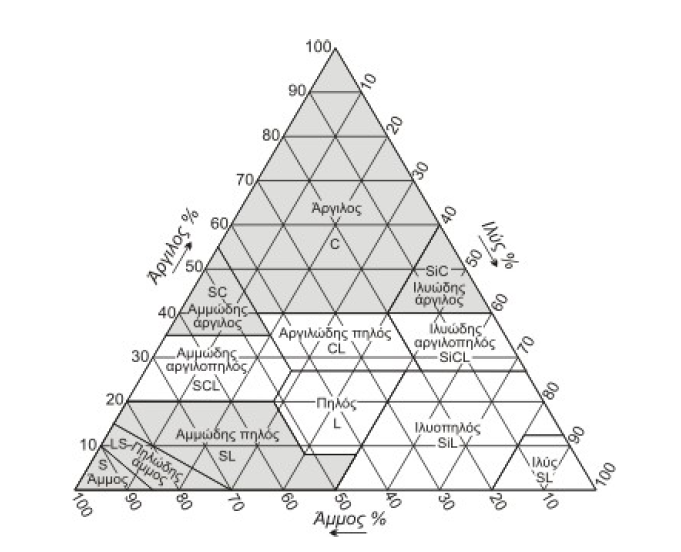 100
90
10
80
20
70
30
Άργιλος
60
40
C
Άργιλος %
Ιλύς %
50
50
SC
SiC
Αμμώδης
άργιλος
Ιλυώδης
άργιλος
40
60
Αργιλώδης πηλός
CL
Ιλυώδης
αργιλοπηλός
SiCL
30
70
Αμμώδης
αργιλοπηλός
SCL
20
80
Πηλός
L
Αμμώδης πηλός
SL
Ιλυοπηλός
SiL
10
90
LS-Πηλώδης
άμμος
S
Άμμος
Ιλύς
SL
100
100
90
80
70
60
50
40
30
20
10
Άμμος %